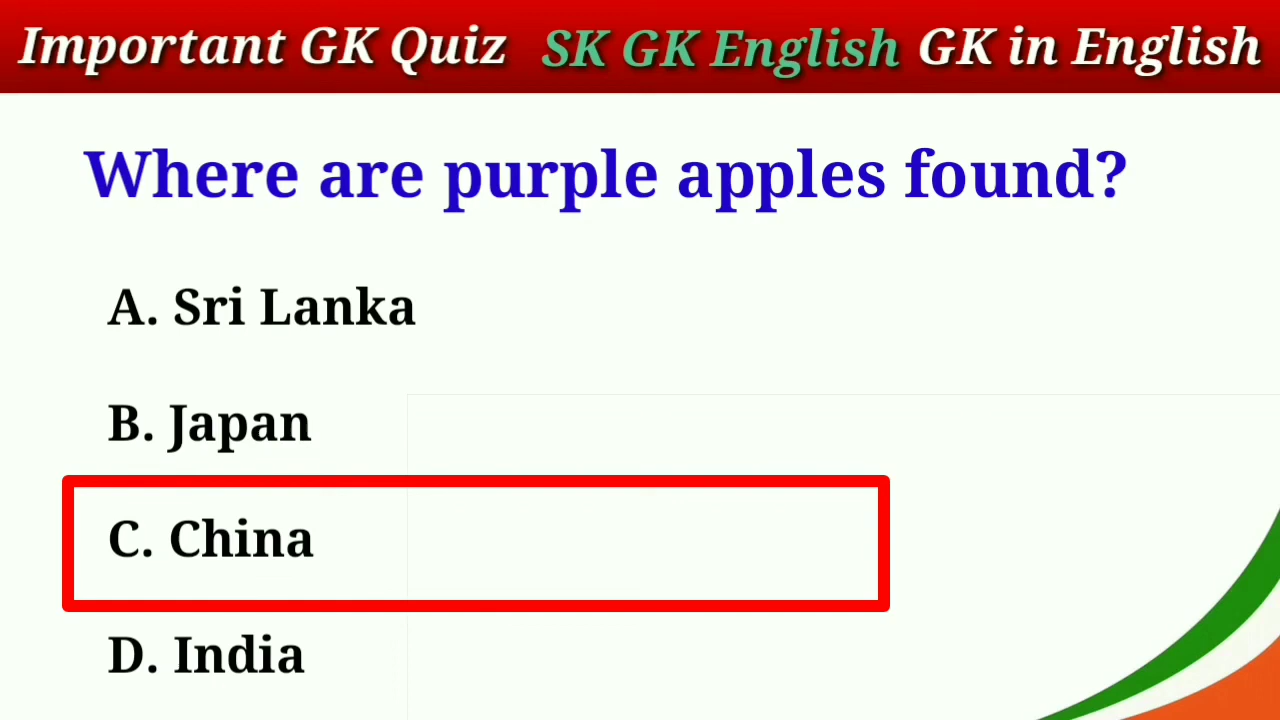 Important GK Quiz SK GK English GK in English
Where are purple apples found?
A. Sri Lanka
B. Japan
C. China
D. India